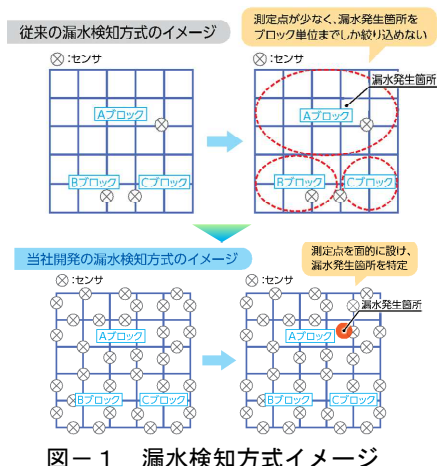 従来の漏水検知方式のイメージ
測定点が少なく、漏水発生箇所を
ブロック単位までしか絞り込めない
:センサ
:センサ
漏水発生箇所
Aブロック
Aブロック
Bブロック
Cブロック
Bブロック
Cブロック
当社開発の漏水検知方式のイメージ
測定点を面的に設け、
漏水発生箇所を特定
:センサ
:センサ
漏水発生箇所
Aブロック
Aブロック
Bブロック
Cブロック
Bブロック
Cブロック
図-1 漏水検知方式イメージ